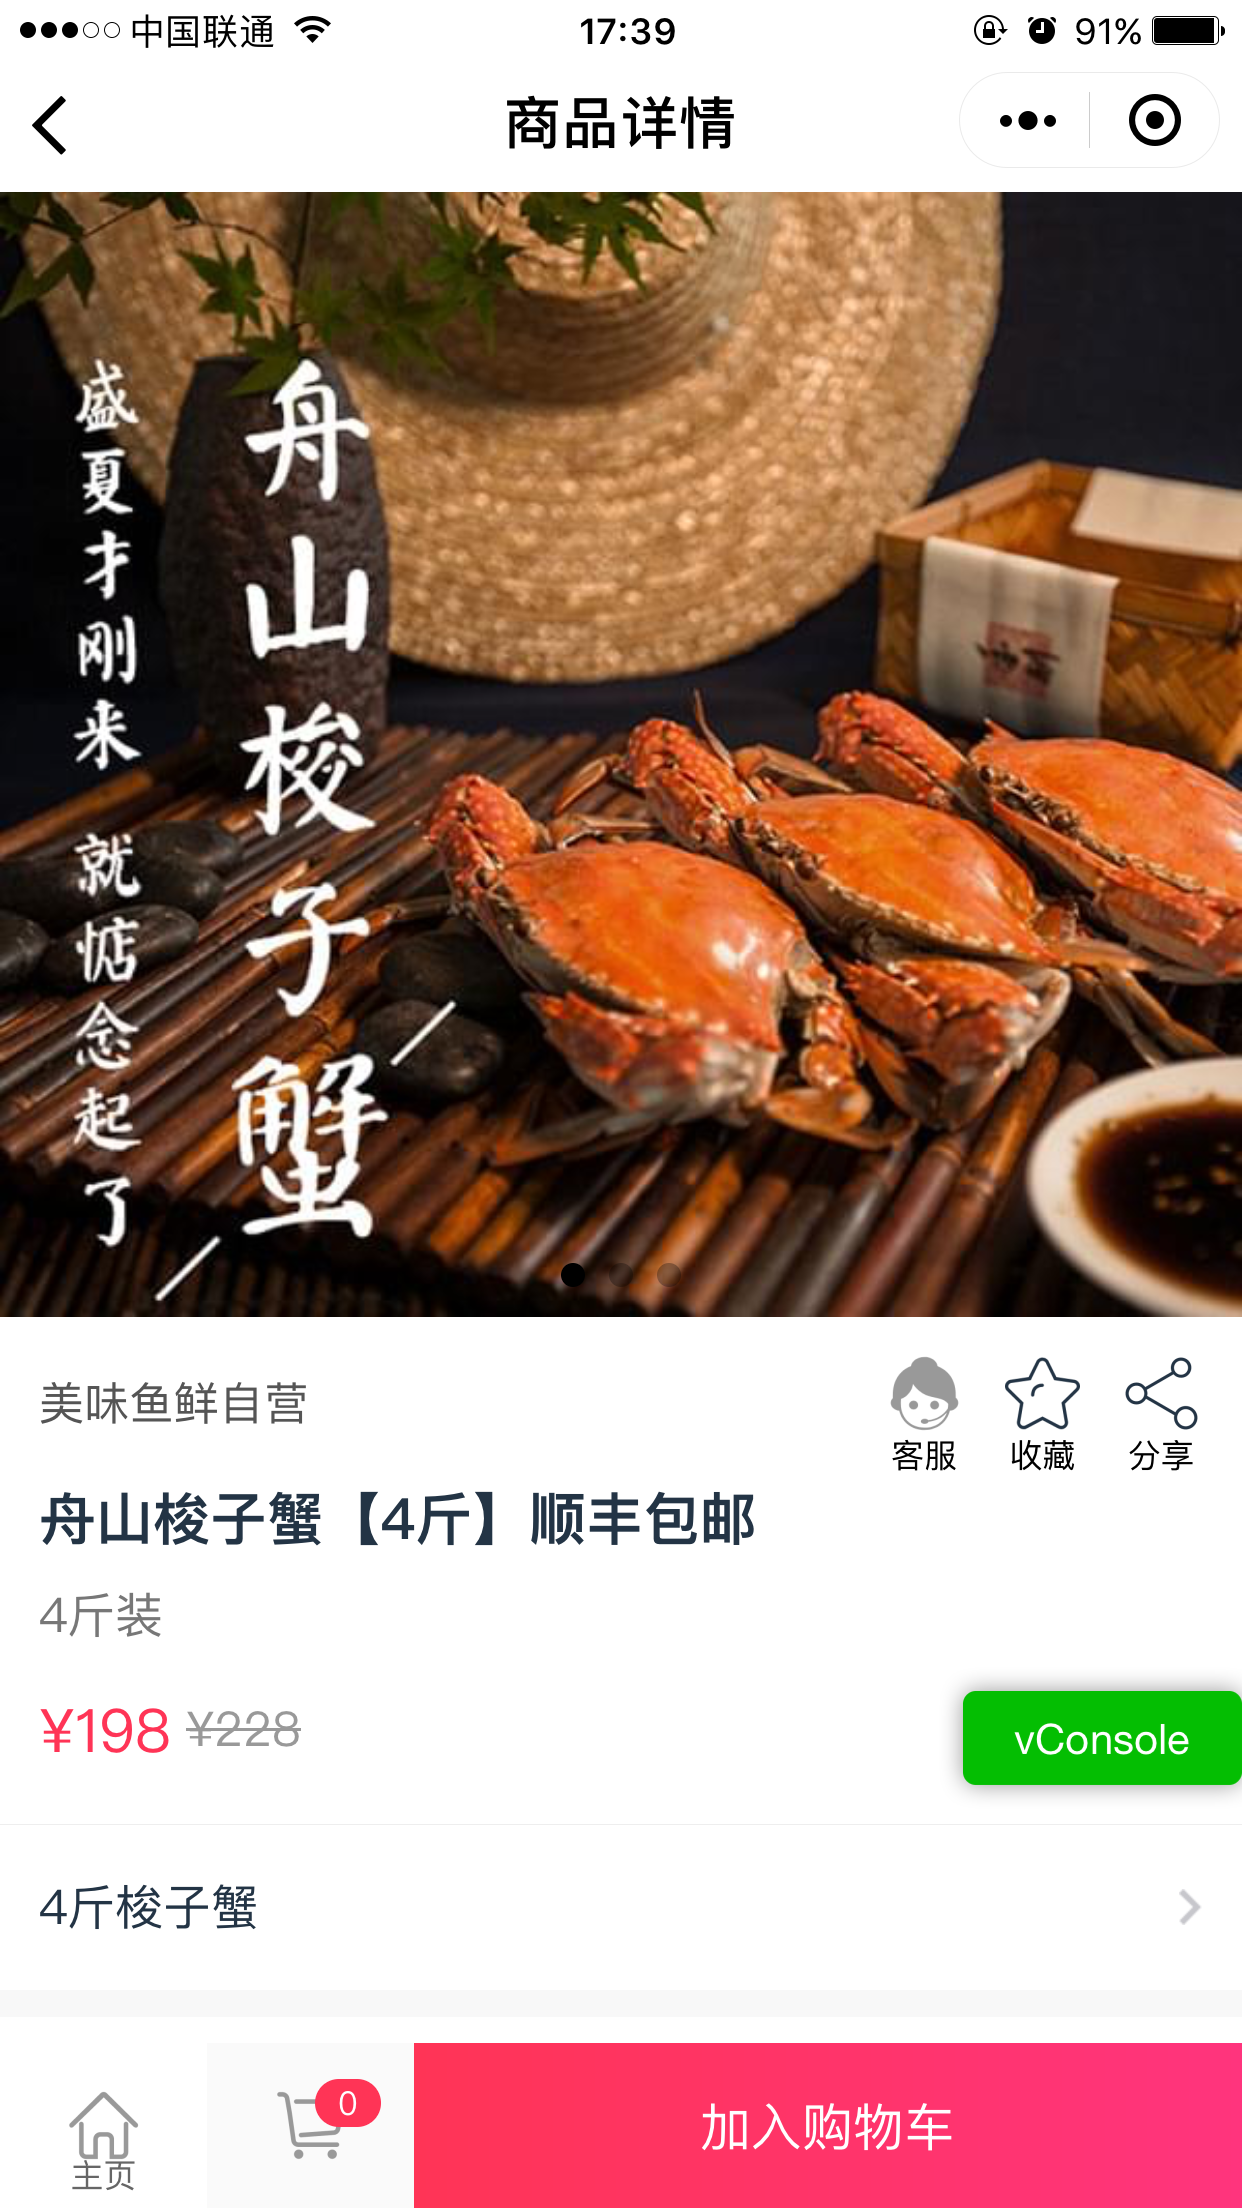 中国联通
17:39
91%
商品详情
舟山梭子蟹
盛夏才刚来 就惦念起了
美味鱼鲜自营
客服
收藏
分享
舟山梭子蟹【4斤】顺丰包邮
4斤装
¥198 ¥228
vConsole
4斤梭子蟹
主页
0
加入购物车